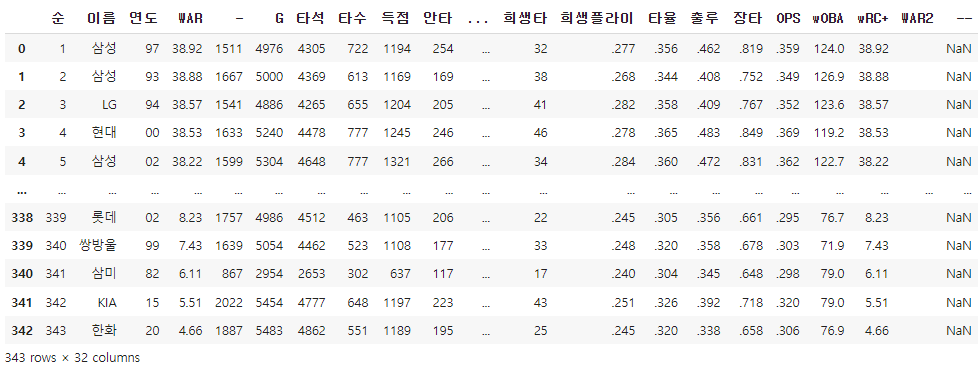 순 이름 연도 WAR - G 타석 타수 득점 안타 ... 희생타 희생플라이 타율 출루 장타 OPS wOBA wRC+ WAR2 --
0 1 삼성 97 38.92 1511 4976 4305 722 1194 254 ... 32 .277 .356 .462 .819 .359 124.0 38.92 NaN
1 2 삼성 93 38.88 1667 5000 4369 613 1169 169 ... 38 .268 .344 .408 .752 .349 126.9 38.88 NaN
2 3 LG 94 38.57 1541 4886 4265 655 1204 205 ... 41 .282 .358 .409 .767 .352 123.6 38.57 NaN
3 4 현대 00 38.53 1633 5240 4478 777 1245 246 ... 46 .278 .365 .483 .849 .369 119.2 38.53 NaN
4 5 삼성 02 38.22 1599 5304 4648 777 1321 266 ... 34 .284 .360 .472 .831 .362 122.7 38.22 NaN
... ... ... ... ... ... ... ... ... ... ... ... ... ... ... ... ... ... ... ... ... ...
338 339 롯데 02 8.23 1757 4986 4512 463 1105 206 ... 22 .245 .305 .356 .661 .295 76.7 8.23 NaN
339 340 쌍방울 99 7.43 1639 5054 4462 523 1108 177 ... 33 .248 .320 .358 .678 .303 71.9 7.43 NaN
340 341 삼미 82 6.11 867 2954 2653 302 637 117 ... 17 .240 .304 .345 .648 .298 79.0 6.11 NaN
341 342 KIA 15 5.51 2022 5454 4777 648 1197 223 ... 43 .251 .326 .392 .718 .320 79.0 5.51 NaN
342 343 한화 20 4.66 1887 5483 4862 551 1189 195 ... 25 .245 .320 .338 .658 .306 76.9 4.66 NaN
343 rows × 32 columns